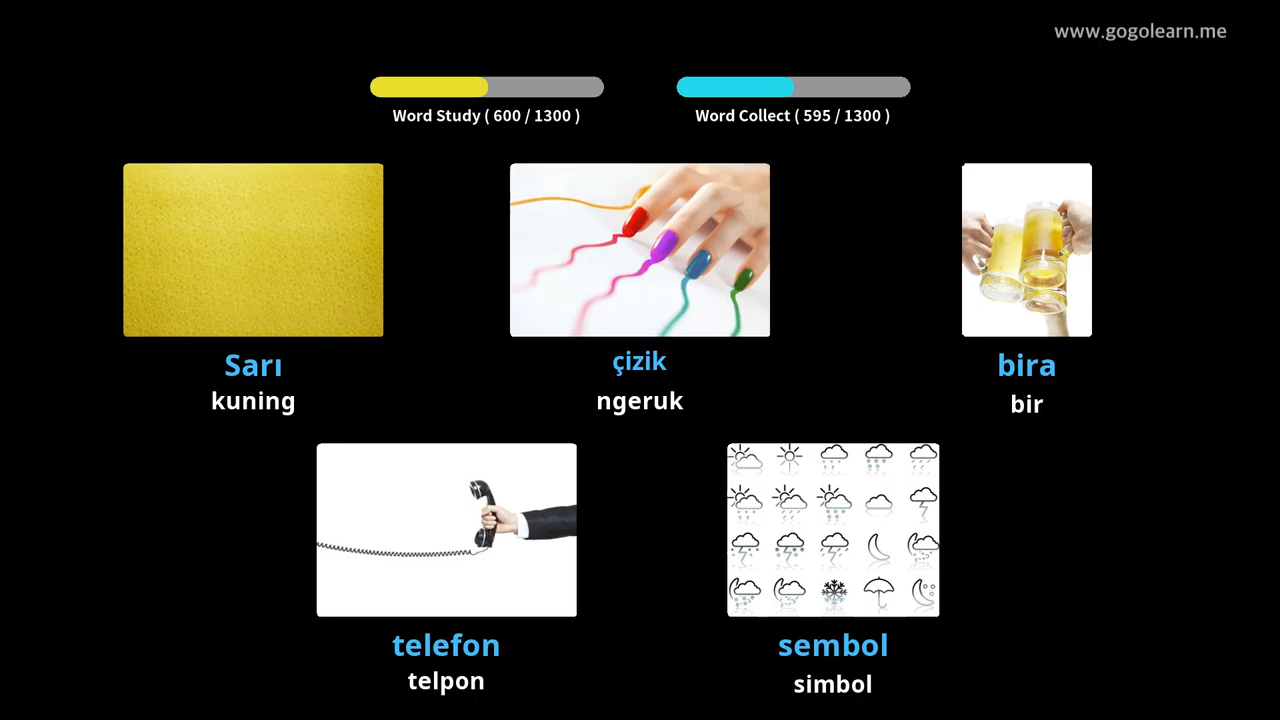 www.gogolearn.me
Word Study ( 600 / 1300 )
Word Collect ( 595 / 1300 )
Sarı
kuning
çizik
ngeruk
bira
bir
telefon
telpon
sembol
simbol